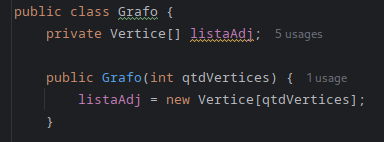 public class Grafo {
    private Vertice[] listaAdj;  5 usages
    public Grafo(int qtdVertices) {  1 usage
        listaAdj = new Vertice[qtdVertices];
    }